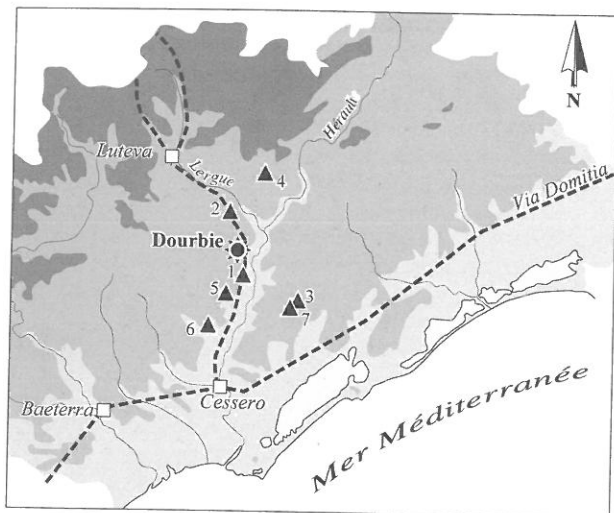 N
Hérault
Luteva
Lergue
4
2
Via Domitia
Dourbie
1
5
3
7
6
Baeterra
Cessero
Mer Méditerranée